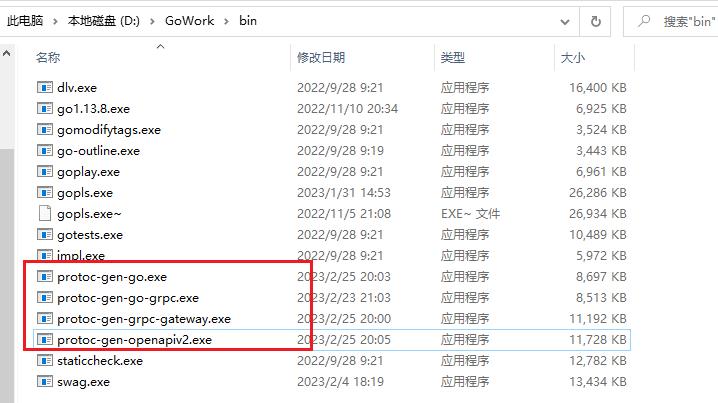 此电脑 > 本地磁盘 (D:) > GoWork > bin
搜索"bin"
名称 修改日期 类型 大小
dlv.exe 2022/9/28 9:21 应用程序 16,400 KB
go1.13.8.exe 2022/11/10 20:34 应用程序 6,925 KB
gomodifytags.exe 2022/9/28 9:21 应用程序 3,524 KB
go-outline.exe 2022/9/28 9:19 应用程序 3,443 KB
goplay.exe 2022/9/28 9:21 应用程序 6,961 KB
gopls.exe 2023/1/31 14:53 应用程序 26,286 KB
gopls.exe~ 2022/11/5 21:08 EXE~ 文件 26,934 KB
gotests.exe 2022/9/28 9:21 应用程序 10,489 KB
impl.exe 2022/9/28 9:21 应用程序 5,972 KB
protoc-gen-go.exe 2023/2/25 20:03 应用程序 8,697 KB
protoc-gen-go-grpc.exe 2023/2/23 21:03 应用程序 8,513 KB
protoc-gen-grpc-gateway.exe 2023/2/25 20:00 应用程序 11,192 KB
protoc-gen-openapiv2.exe 2023/2/25 20:05 应用程序 11,728 KB
staticcheck.exe 2022/9/28 9:21 应用程序 12,782 KB
swag.exe 2023/2/4 18:19 应用程序 13,434 KB